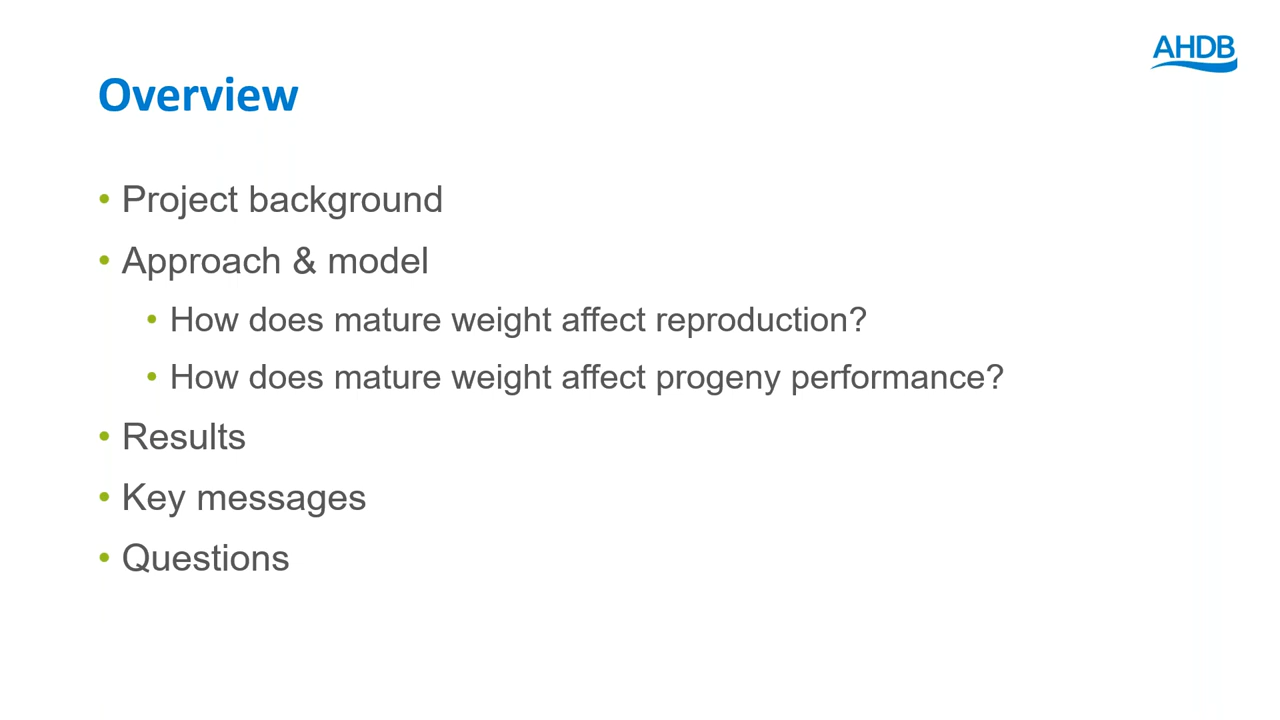 AHDB
Overview
• Project background
• Approach & model
• How does mature weight affect reproduction?
• How does mature weight affect progeny performance?
• Results
• Key messages
• Questions